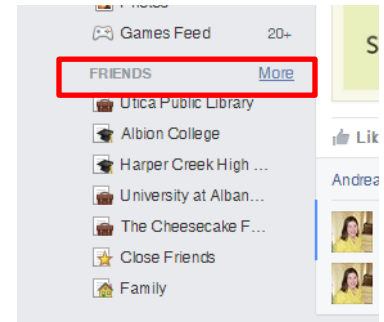 Photos
Games Feed 20+
S
FRIENDS More
Utica Public Library
Albion College
Lik
Harper Creek High ...
Andrea
University at Alban...
The Cheesecake F...
Close Friends
Family